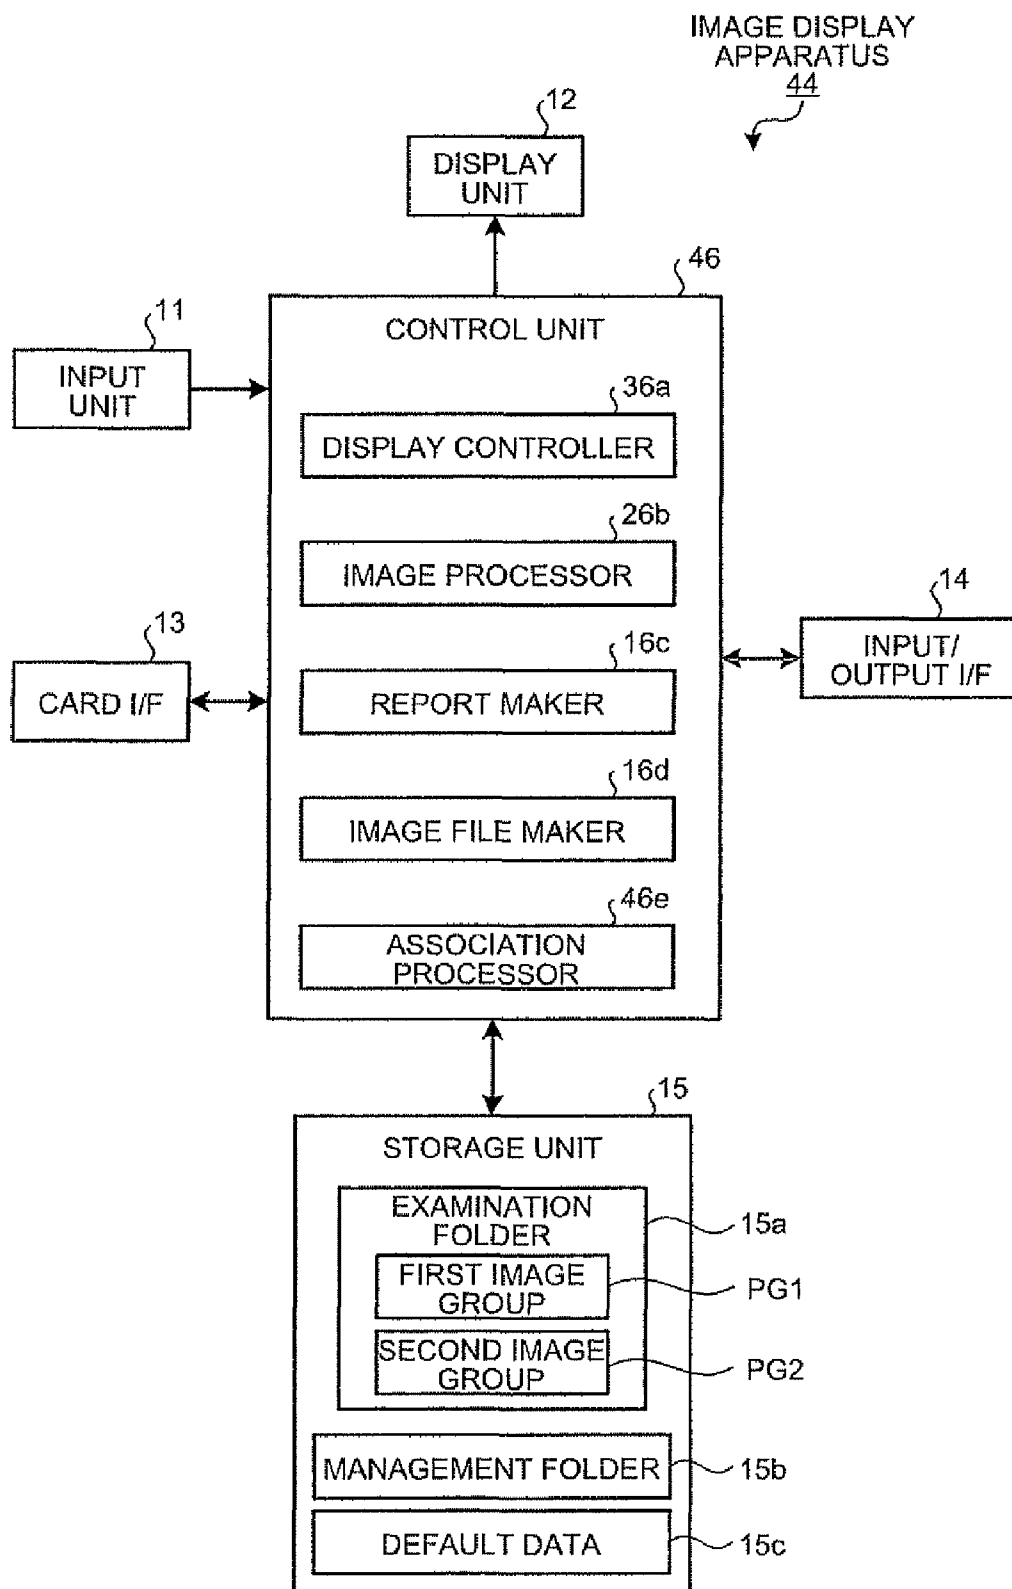 IMAGE DISPLAY
APPARATUS
44
12
DISPLAY
UNIT
46
CONTROL UNIT
11
INPUT
UNIT
36a
DISPLAY CONTROLLER
26b
IMAGE PROCESSOR
14
INPUT/
OUTPUT I/F
13
CARD I/F
16c
REPORT MAKER
16d
IMAGE FILE MAKER
46e
ASSOCIATION
PROCESSOR
15
STORAGE UNIT
EXAMINATION
FOLDER
15a
FIRST IMAGE
GROUP
PG1
SECOND IMAGE
GROUP
PG2
MANAGEMENT FOLDER
15b
DEFAULT DATA
15c